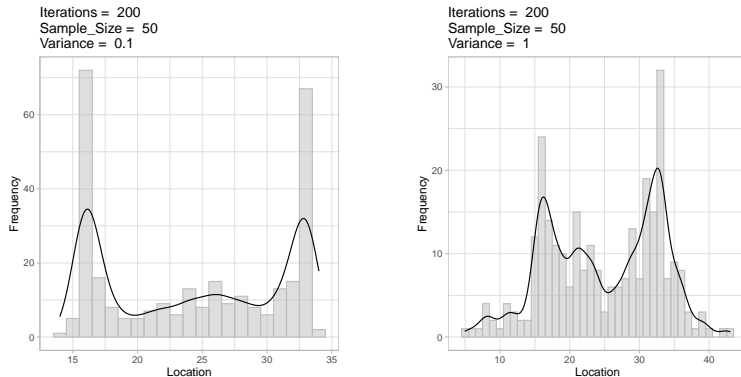 Iterations = 200
Sample_Size = 50
Variance = 0.1
60
40
20
0
Frequency
15
20
25
30
35
Location
Iterations = 200
Sample_Size = 50
Variance = 1
30
20
10
0
Frequency
10
20
30
40
Location